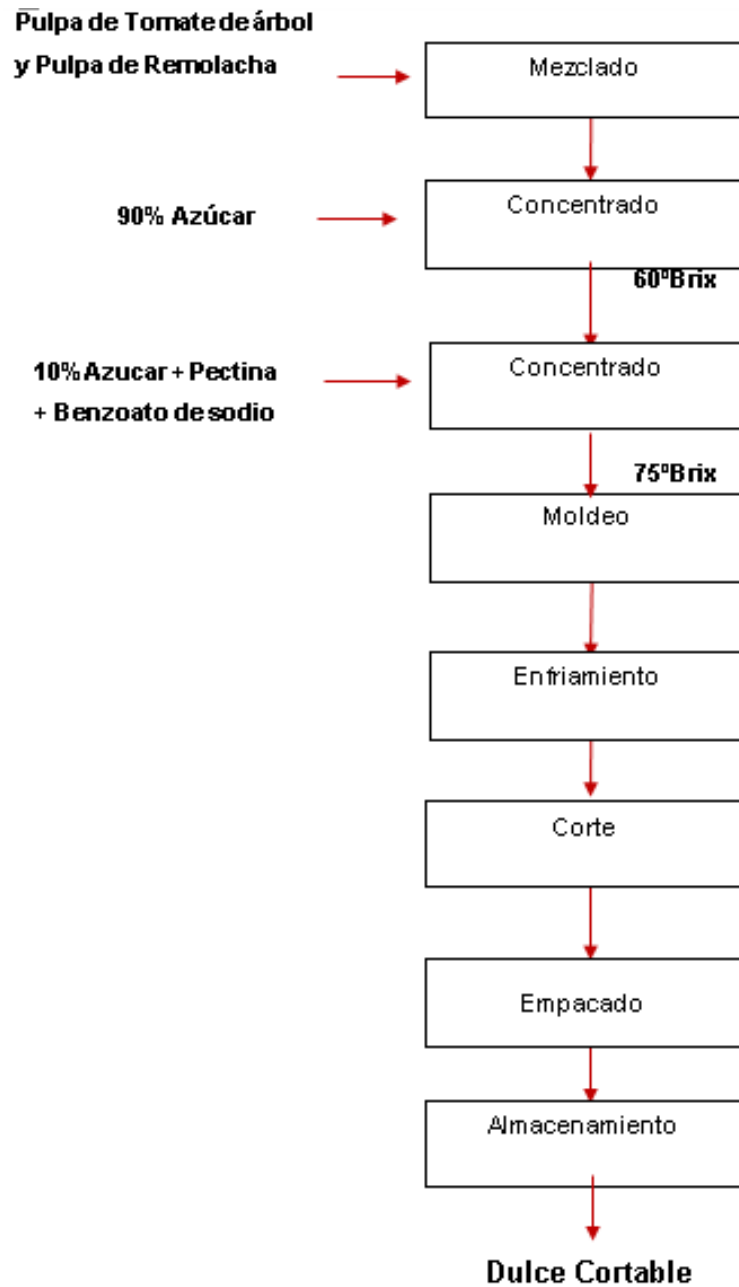 Pulpa de Tomate de árbol
y Pulpa de Remolacha
Mezclado
90% Azúcar
Concentrado
60ºBrix
10% Azucar + Pectina
+ Benzoato de sodio
Concentrado
75ºBrix
Moldeo
Enfriamiento
Corte
Empacado
Almacenamiento
Dulce Cortable